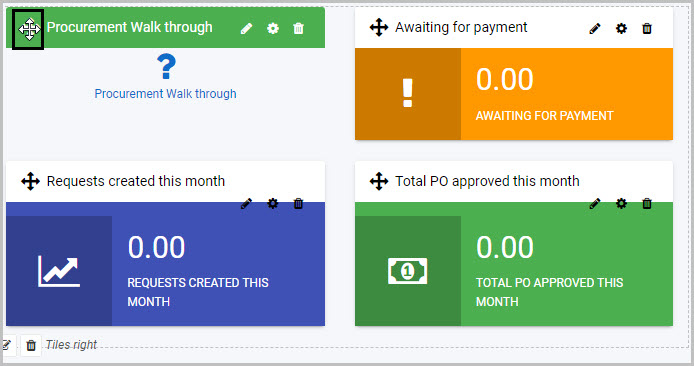 Procurement Walk through
?
Procurement Walk through
Awaiting for payment
!
0.00
AWAITING FOR PAYMENT
Requests created this month
0.00
REQUESTS CREATED THIS
MONTH
Total PO approved this month
1
0.00
TOTAL PO APPROVED THIS
MONTH
Tiles right